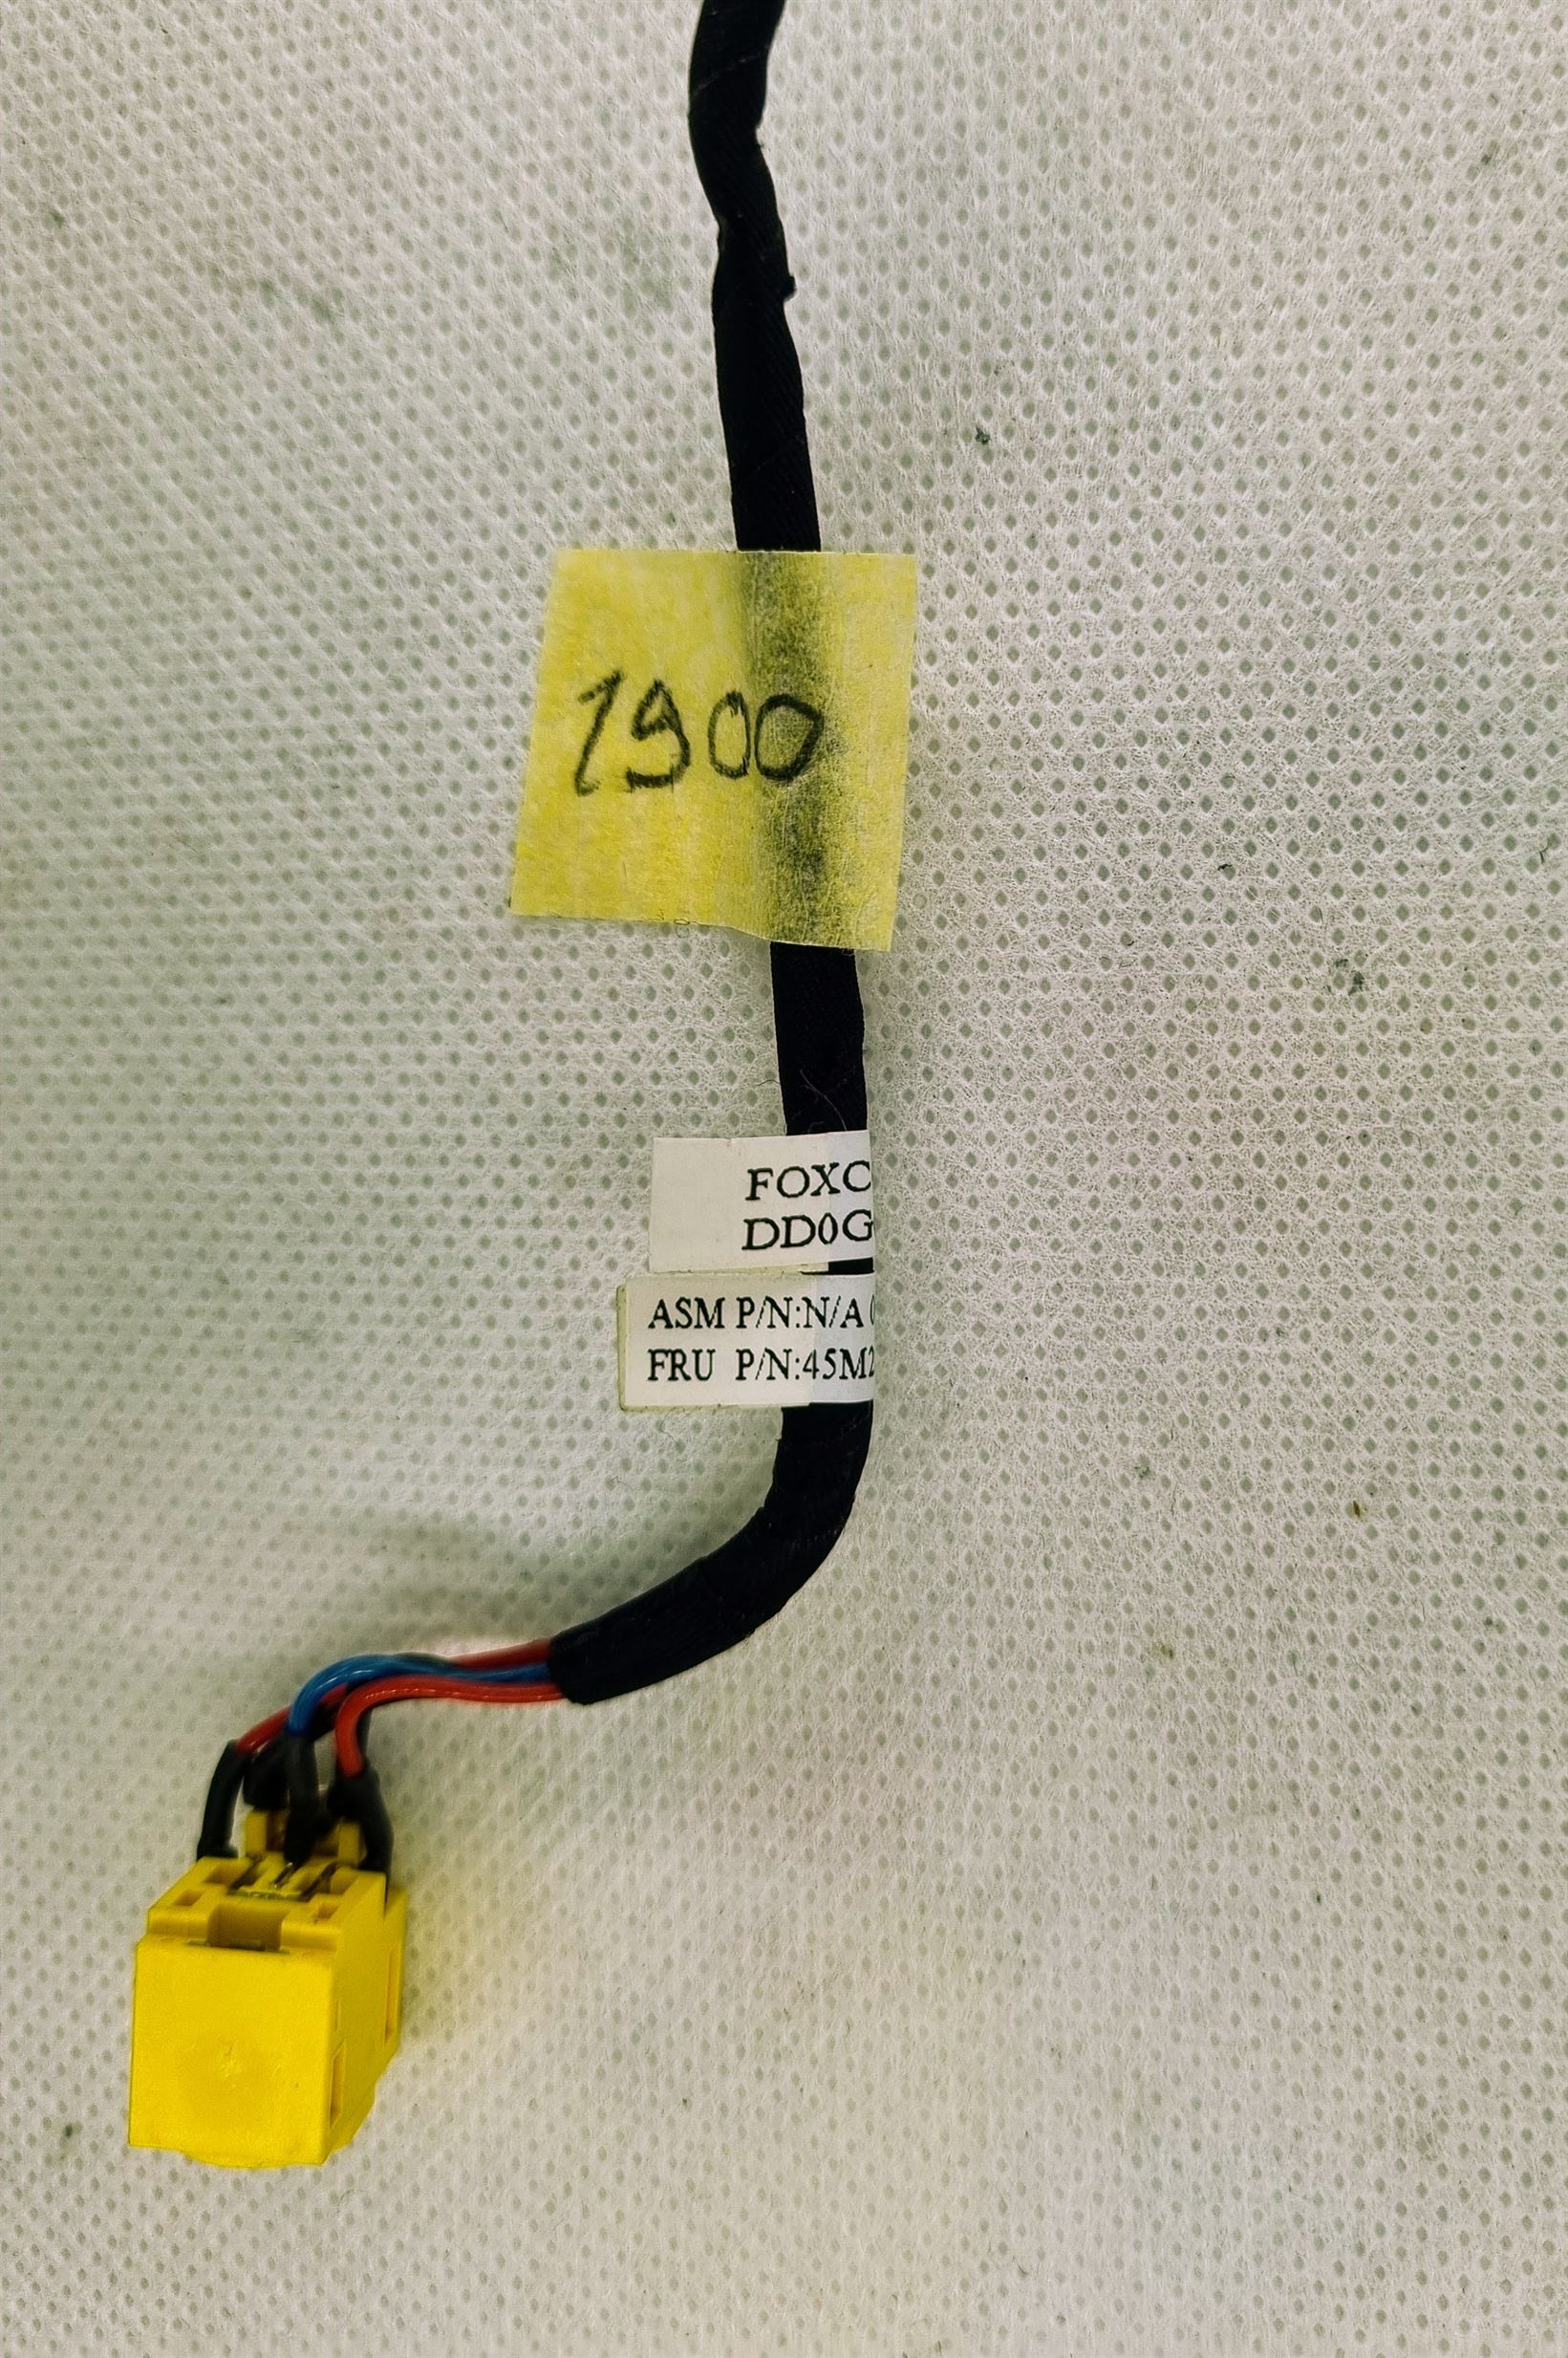 1900
FOXC
DD0G
ASM P/N:N/A
FRU P/N:45M2